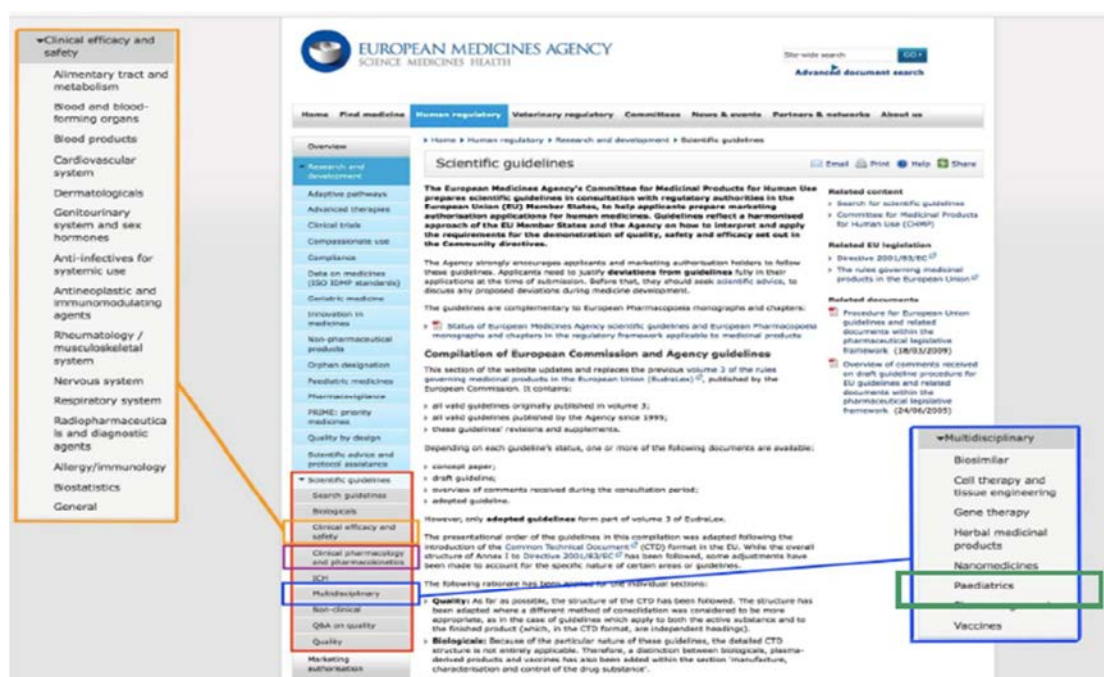 ▾Clinical efficacy and
safety
Alimentary tract and
metabolism
Blood and blood-
forming organs
Blood products
Cardiovascular
system
Dermatologicals
Genitourinary
system and sex
hormones
Anti-infectives for
systemic use
Antineoplastic and
immunomodulating
agents
Rheumatology /
musculoskeletal
system
Nervous system
Respiratory system
Radiopharmaceutica
ls and diagnostic
agents
Allergy/immunology
Biostatistics
General
EUROPEAN MEDICINES AGENCY
SCIENCE MEDICINES HEALTH
Site-wide search GO ▸
Advanced document search
Home Find medicine Human regulatory Veterinary regulatory Committees News & events Partners & networks About us
Overview
Research and
development
Adaptive pathways
Advanced therapies
Clinical trials
Compassionate use
Compliance
Data on medicines
(ISO IDMP standards)
Geriatric medicine
Innovation in
medicines
Non-pharmaceutical
products
Orphan designation
Paediatric medicines
Pharmacovigilance
PRIME: priority
medicines
Quality by design
Scientific advice and
protocol assistance
▾ Scientific guidelines
Search guidelines
Biologicals
Clinical efficacy and
safety
Clinical pharmacology
and pharmacokinetics
ICH
Multidisciplinary
Non-clinical
Q&A on quality
Quality
Marketing
authorisation
▸ Home ▸ Human regulatory ▸ Research and development ▸ Scientific guidelines
Scientific guidelines
Email Print Help Share
The European Medicines Agency's Committee for Medicinal Products for Human Use
prepares scientific guidelines in consultation with regulatory authorities in the
European Union (EU) Member States, to help applicants prepare marketing
authorisation applications for human medicines. Guidelines reflect a harmonised
approach of the EU Member States and the Agency on how to interpret and apply
the requirements for the demonstration of quality, safety and efficacy set out in
the Community directives.
The Agency strongly encourages applicants and marketing authorisation holders to follow
these guidelines. Applicants need to justify deviations from guidelines fully in their
applications at the time of submission. Before that, they should seek scientific advice, to
discuss any proposed deviations during medicine development.
The guidelines are complementary to European Pharmacopoeia monographs and chapters:
▸ Status of European Medicines Agency scientific guidelines and European Pharmacopoeia
monographs and chapters in the regulatory framework applicable to medicinal products
Compilation of European Commission and Agency guidelines
This section of the website updates and replaces the previous volume 3 of the rules
governing medicinal products in the European Union (EudraLex), published by the
European Commission. It contains:
▸ all valid guidelines originally published in volume 3;
▸ all valid guidelines published by the Agency since 1995;
▸ these guidelines' revisions and supplements.
Depending on each guideline's status, one or more of the following documents are available:
▸ concept paper;
▸ draft guideline;
▸ overview of comments received during the consultation period;
▸ adopted guideline.
However, only adopted guidelines form part of volume 3 of EudraLex.
The presentational order of the guidelines in this compilation was adapted following the
introduction of the Common Technical Document (CTD) format in the EU. While the overall
structure of Annex I to Directive 2001/83/EC has been followed, some adjustments have
been made to account for the specific nature of certain areas or guidelines.
The following rationale has been applied for the individual sections:
▸ Quality: As far as possible, the structure of the CTD has been followed. The structure has
been adapted where a different method of consolidation was considered to be more
appropriate, as in the case of guidelines which apply to both the active substance and to
the finished product (which, in the CTD format, are independent headings).
▸ Biologicals: Because of the particular nature of these guidelines, the detailed CTD
structure is not entirely applicable. Therefore, a distinction between biologicals, plasma-
derived products and vaccines has also been added within the section 'manufacture,
characterisation and control of the drug substance'.
Related content
▸ Search for scientific guidelines
▸ Committee for Medicinal Products
for Human Use (CHMP)
Related EU legislation
▸ Directive 2001/83/EC
▸ The rules governing medicinal
products in the European Union
Related documents
Procedure for European Union
guidelines and related
documents within the
pharmaceutical legislative
framework (18/03/2009)
Overview of comments received
on draft guideline procedure for
EU guidelines and related
documents within the
pharmaceutical legislative
framework (24/06/2005)
▾Multidisciplinary
Biosimilar
Cell therapy and
tissue engineering
Gene therapy
Herbal medicinal
products
Nanomedicines
Paediatrics
Vaccines